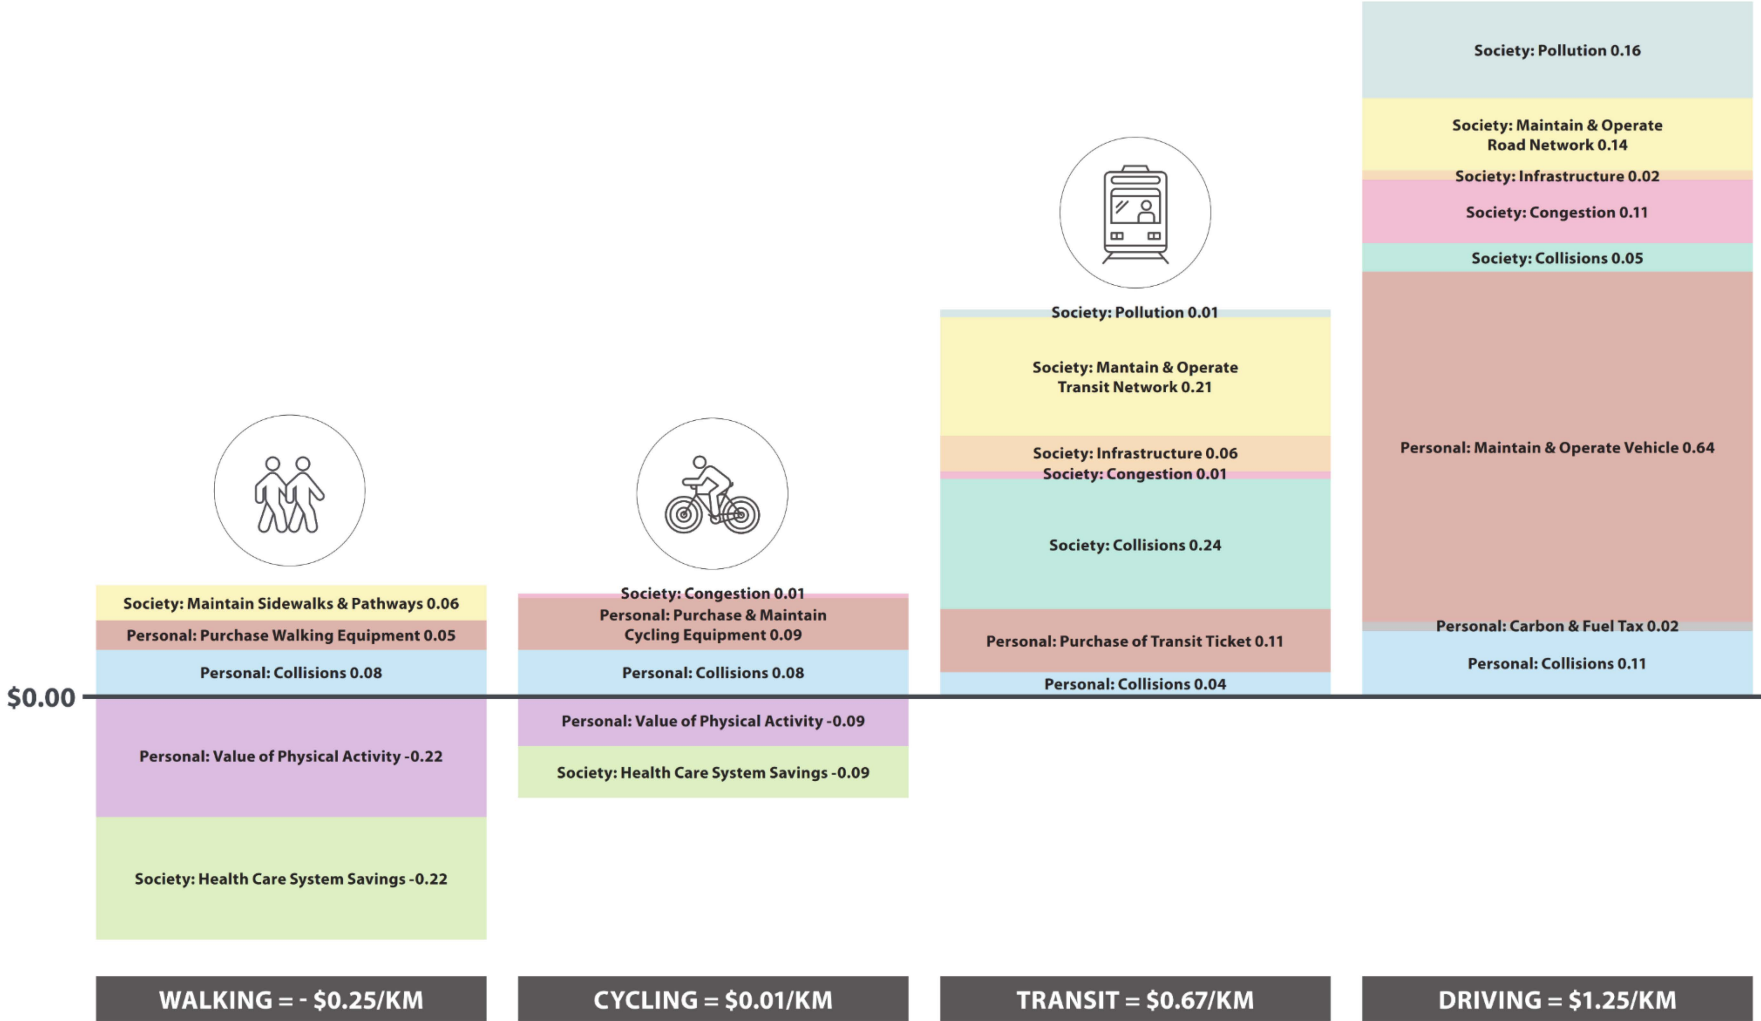 Society: Pollution 0.16
Society: Maintain & Operate
Road Network 0.14
Society: Infrastructure 0.02
Society: Congestion 0.11
Society: Collisions 0.05
Personal: Maintain & Operate Vehicle 0.64
Personal: Carbon & Fuel Tax 0.02
Personal: Collisions 0.11
Society: Pollution 0.01
Society: Mantain & Operate
Transit Network 0.21
Society: Infrastructure 0.06
Society: Congestion 0.01
Society: Collisions 0.24
Personal: Purchase of Transit Ticket 0.11
Personal: Collisions 0.04
Society: Congestion 0.01
Personal: Purchase & Maintain
Cycling Equipment 0.09
Personal: Collisions 0.08
Personal: Value of Physical Activity -0.09
Society: Health Care System Savings -0.09
Society: Maintain Sidewalks & Pathways 0.06
Personal: Purchase Walking Equipment 0.05
Personal: Collisions 0.08
$0.00
Personal: Value of Physical Activity -0.22
Society: Health Care System Savings -0.22
WALKING = - $0.25/KM
CYCLING = $0.01/KM
TRANSIT = $0.67/KM
DRIVING = $1.25/KM